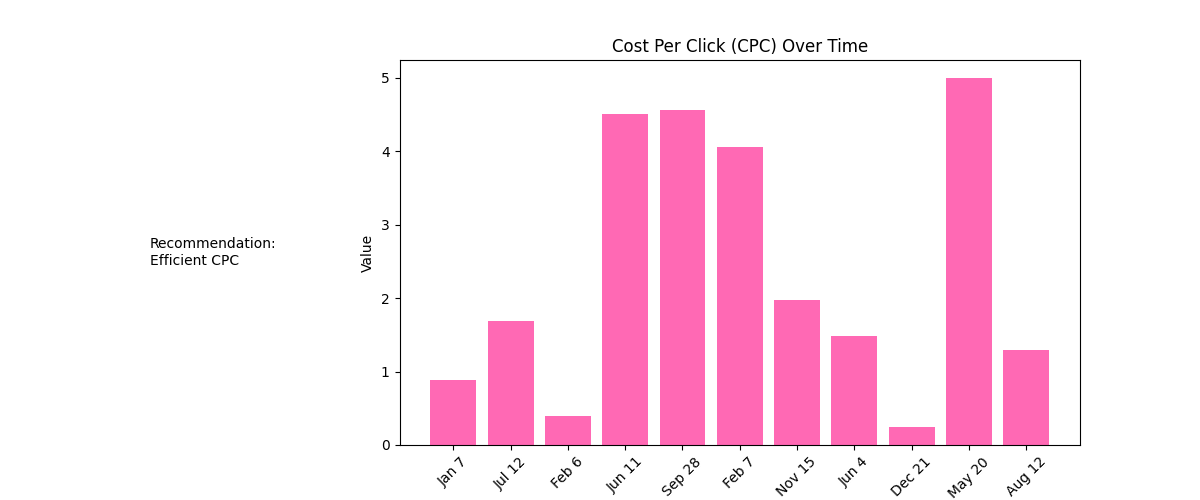 Cost Per Click (CPC) Over Time
Recommendation:
Efficient CPC
Value
5
4
3
2
1
0
Jan 7
Jul 12
Feb 6
Jun 11
Sep 28
Feb 7
Nov 15
Jun 4
Dec 21
May 20
Aug 12